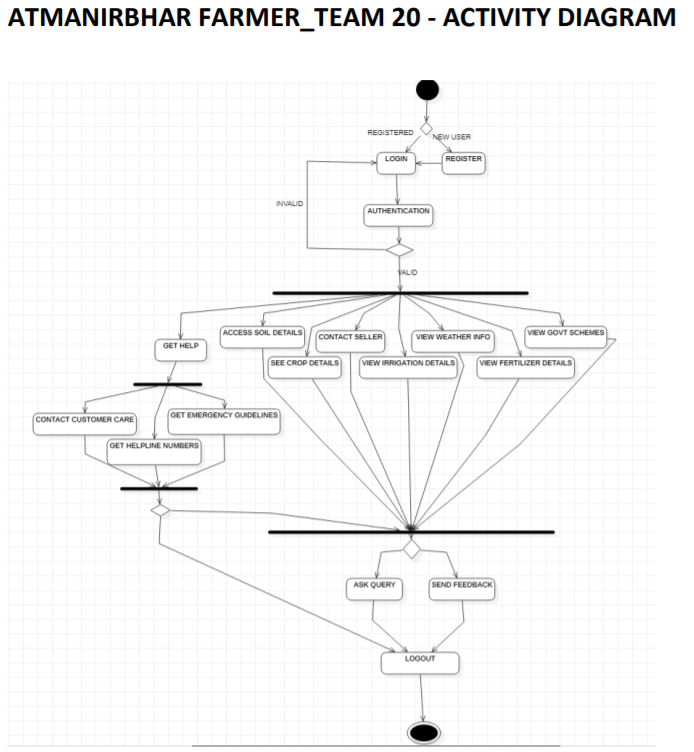 ATMANIRBHAR FARMER_TEAM 20 - ACTIVITY DIAGRAM
REGISTERED
NEW USER
LOGIN
REGISTER
INVALID
AUTHENTICATION
VALID
ACCESS SOIL DETAILS
CONTACT SELLER
VIEW WEATHER INFO
VIEW GOVT SCHEMES
GET HELP
SEE CROP DETAILS
VIEW IRRIGATION DETAILS
VIEW FERTILIZER DETAILS
CONTACT CUSTOMER CARE
GET EMERGENCY GUIDELINES
GET HELPLINE NUMBERS
ASK QUERY
SEND FEEDBACK
LOGOUT